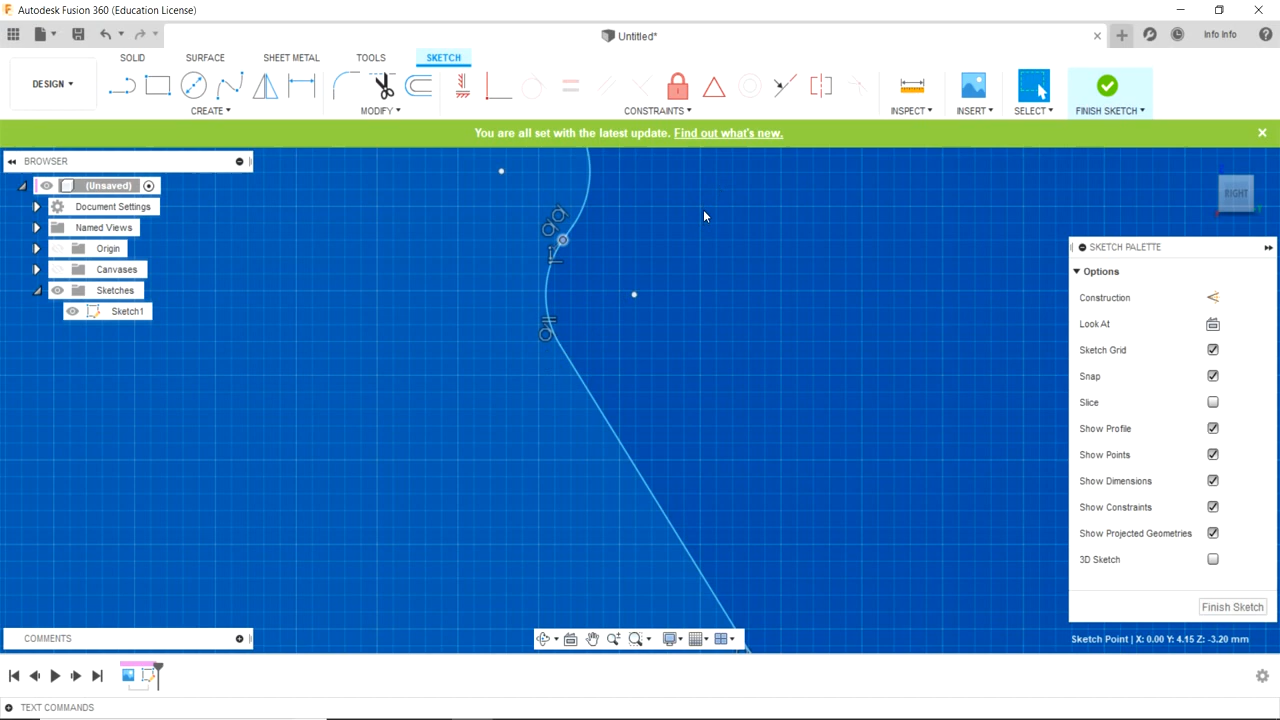 Autodesk Fusion 360 (Education License)
Untitled*
Info Info
DESIGN
SOLID
SURFACE
SHEET METAL
TOOLS
SKETCH
CREATE
MODIFY
CONSTRAINTS
INSPECT
INSERT
SELECT
FINISH SKETCH
You are all set with the latest update. Find out what's new.
BROWSER
(Unsaved)
Document Settings
Named Views
Origin
Canvases
Sketches
Sketch1
RIGHT
SKETCH PALETTE
Options
Construction
Look At
Sketch Grid
Snap
Slice
Show Profile
Show Points
Show Dimensions
Show Constraints
Show Projected Geometries
3D Sketch
Finish Sketch
COMMENTS
Sketch Point | X: 0.00 Y: 4.15 Z: -3.20 mm
TEXT COMMANDS